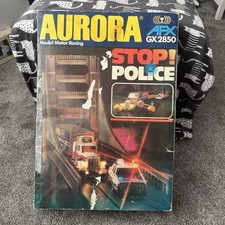 AURORA
Model Motor Racing
AFX
GX2850
STOP!
POLiCE